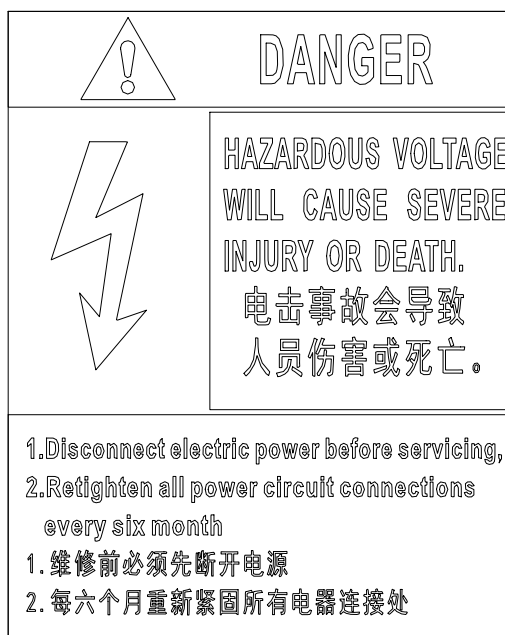 DANGER
HAZARDOUS VOLTAGE
WILL CAUSE SEVERE
INJURY OR DEATH.
电击事故会导致
人员伤害或死亡。
1.Disconnect electric power before servicing,
2.Retighten all power circuit connections
every six month
1.维修前必须先断开电源
2.每六个月重新紧固所有电器连接处